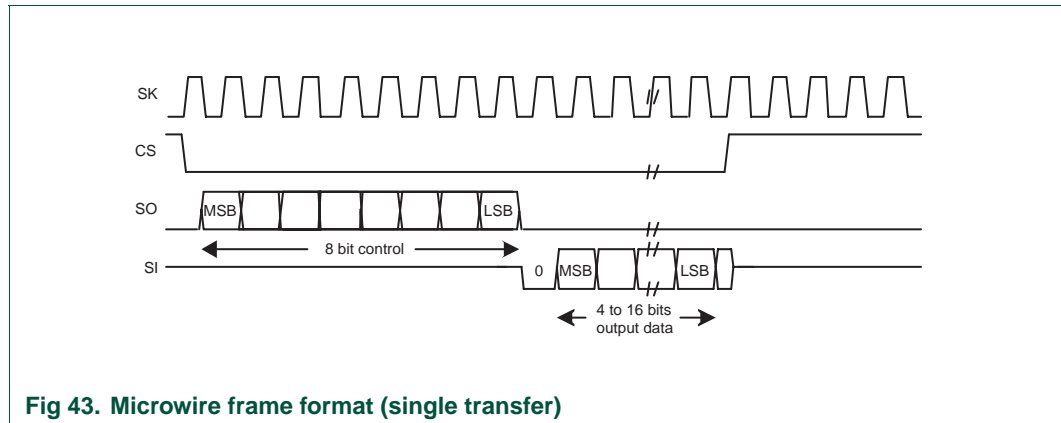 SK
CS
SO
MSB
LSB
8 bit control
SI
0
MSB
LSB
4 to 16 bits
output data
Fig 43. Microwire frame format (single transfer)